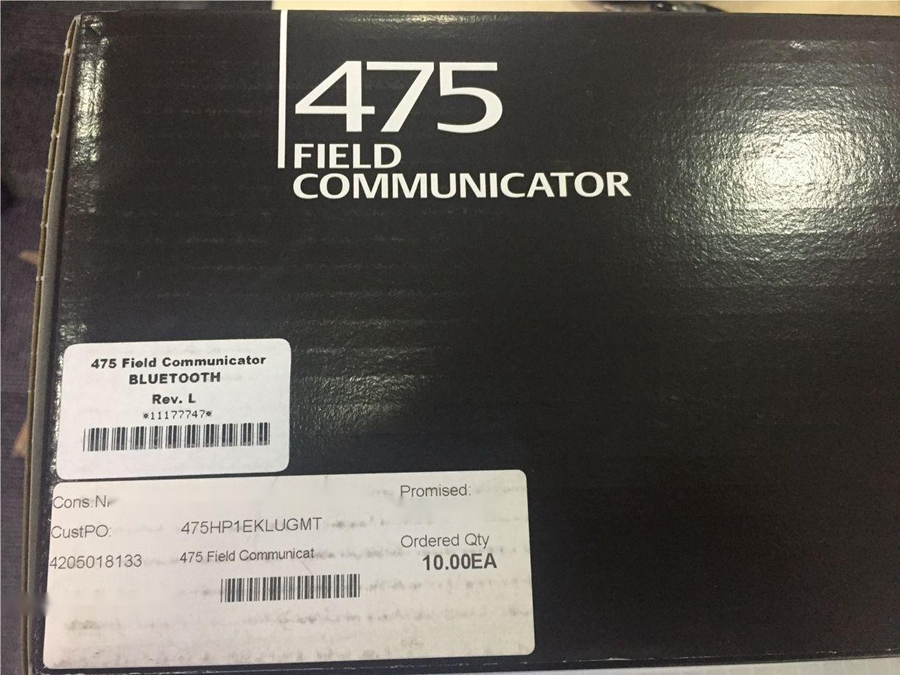 475
FIELD
COMMUNICATOR
475 Field Communicator
BLUETOOTH
Rev. L
*11177747*
Cons.N.
Promised:
CustPO:
475HP1EKLUGMT
Ordered Qty
4205018133
475 Field Communicat
10.00EA